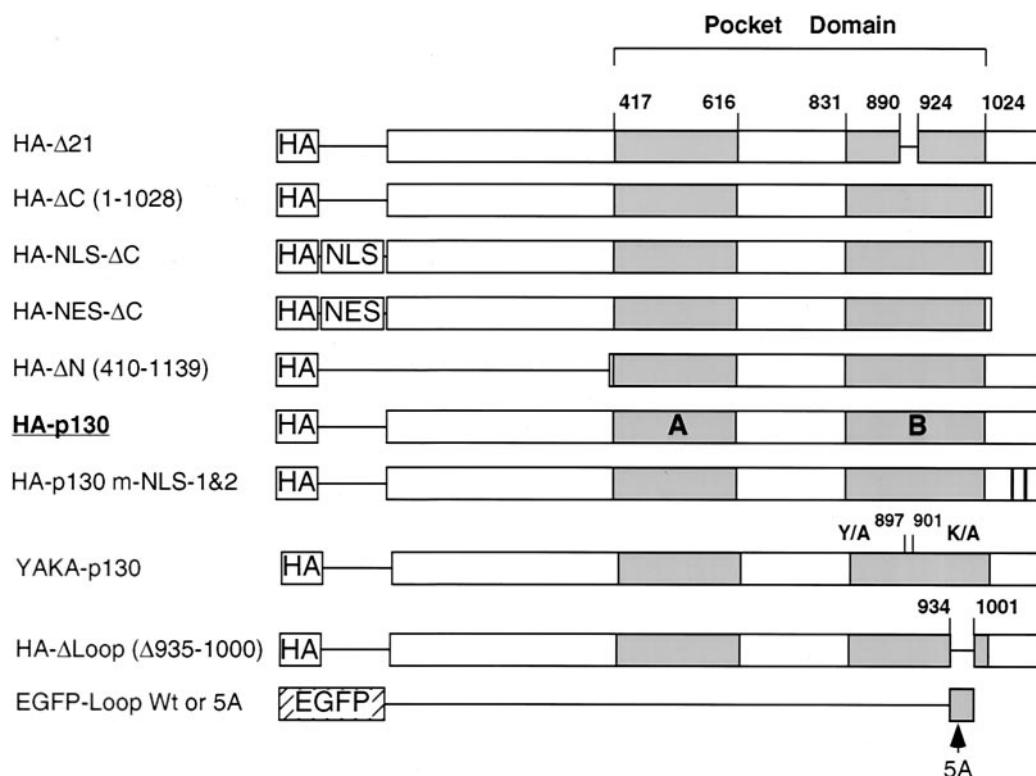 Pocket Domain
417 616 831 890 924 1024
HA-Δ21 HA
HA-ΔC (1-1028) HA
HA-NLS-ΔC HA NLS
HA-NES-ΔC HA NES
HA-ΔN (410-1139) HA
HA-p130 HA A B
HA-p130 m-NLS-1&2 HA
Y/A 897 901 K/A
YAKA-p130 HA
934 1001
HA-ΔLoop (Δ935-1000) HA
EGFP-Loop Wt or 5A EGFP
5A